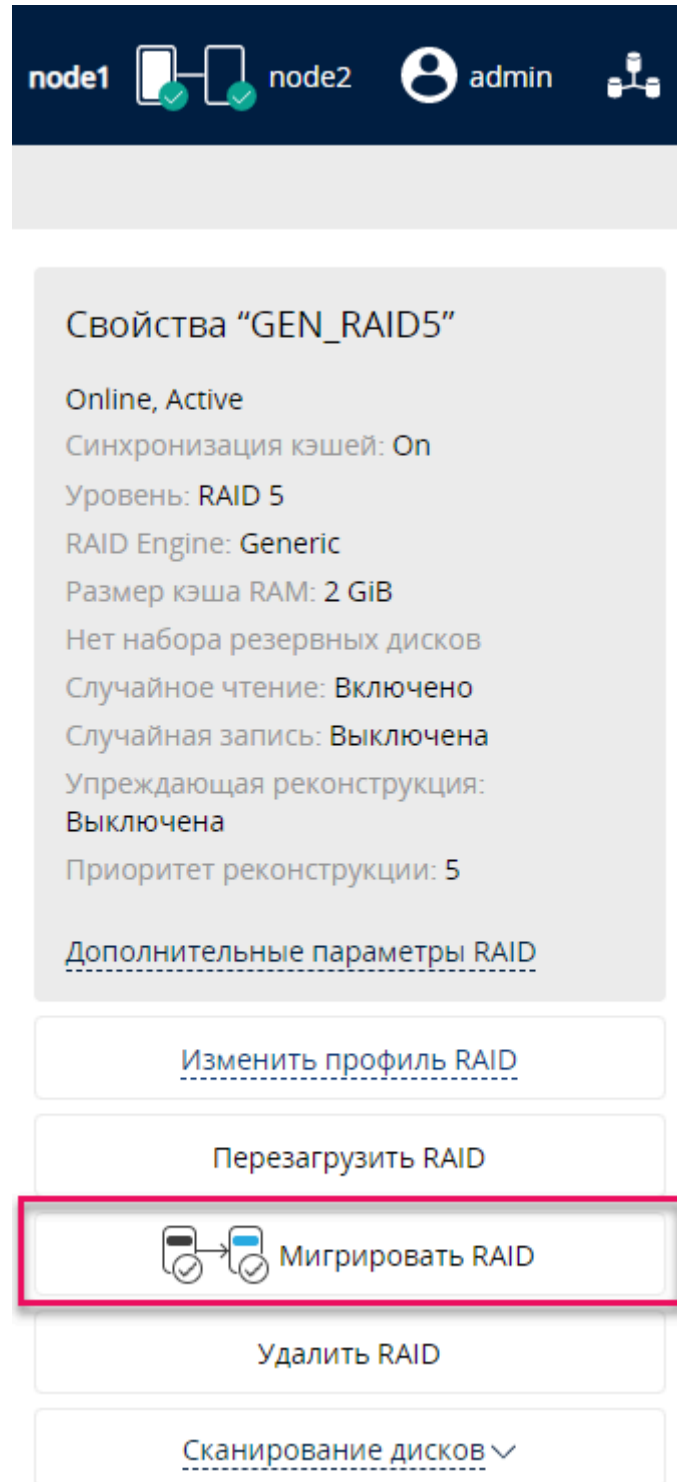 node1 node2 admin
Свойства “GEN_RAID5”
Online, Active
Синхронизация кэшей: On
Уровень: RAID 5
RAID Engine: Generic
Размер кэша RAM: 2 GiB
Нет набора резервных дисков
Случайное чтение: Включено
Случайная запись: Выключена
Упреждающая реконструкция:
Выключена
Приоритет реконструкции: 5
Дополнительные параметры RAID
Изменить профиль RAID
Перезагрузить RAID
Мигрировать RAID
Удалить RAID
Сканирование дисков